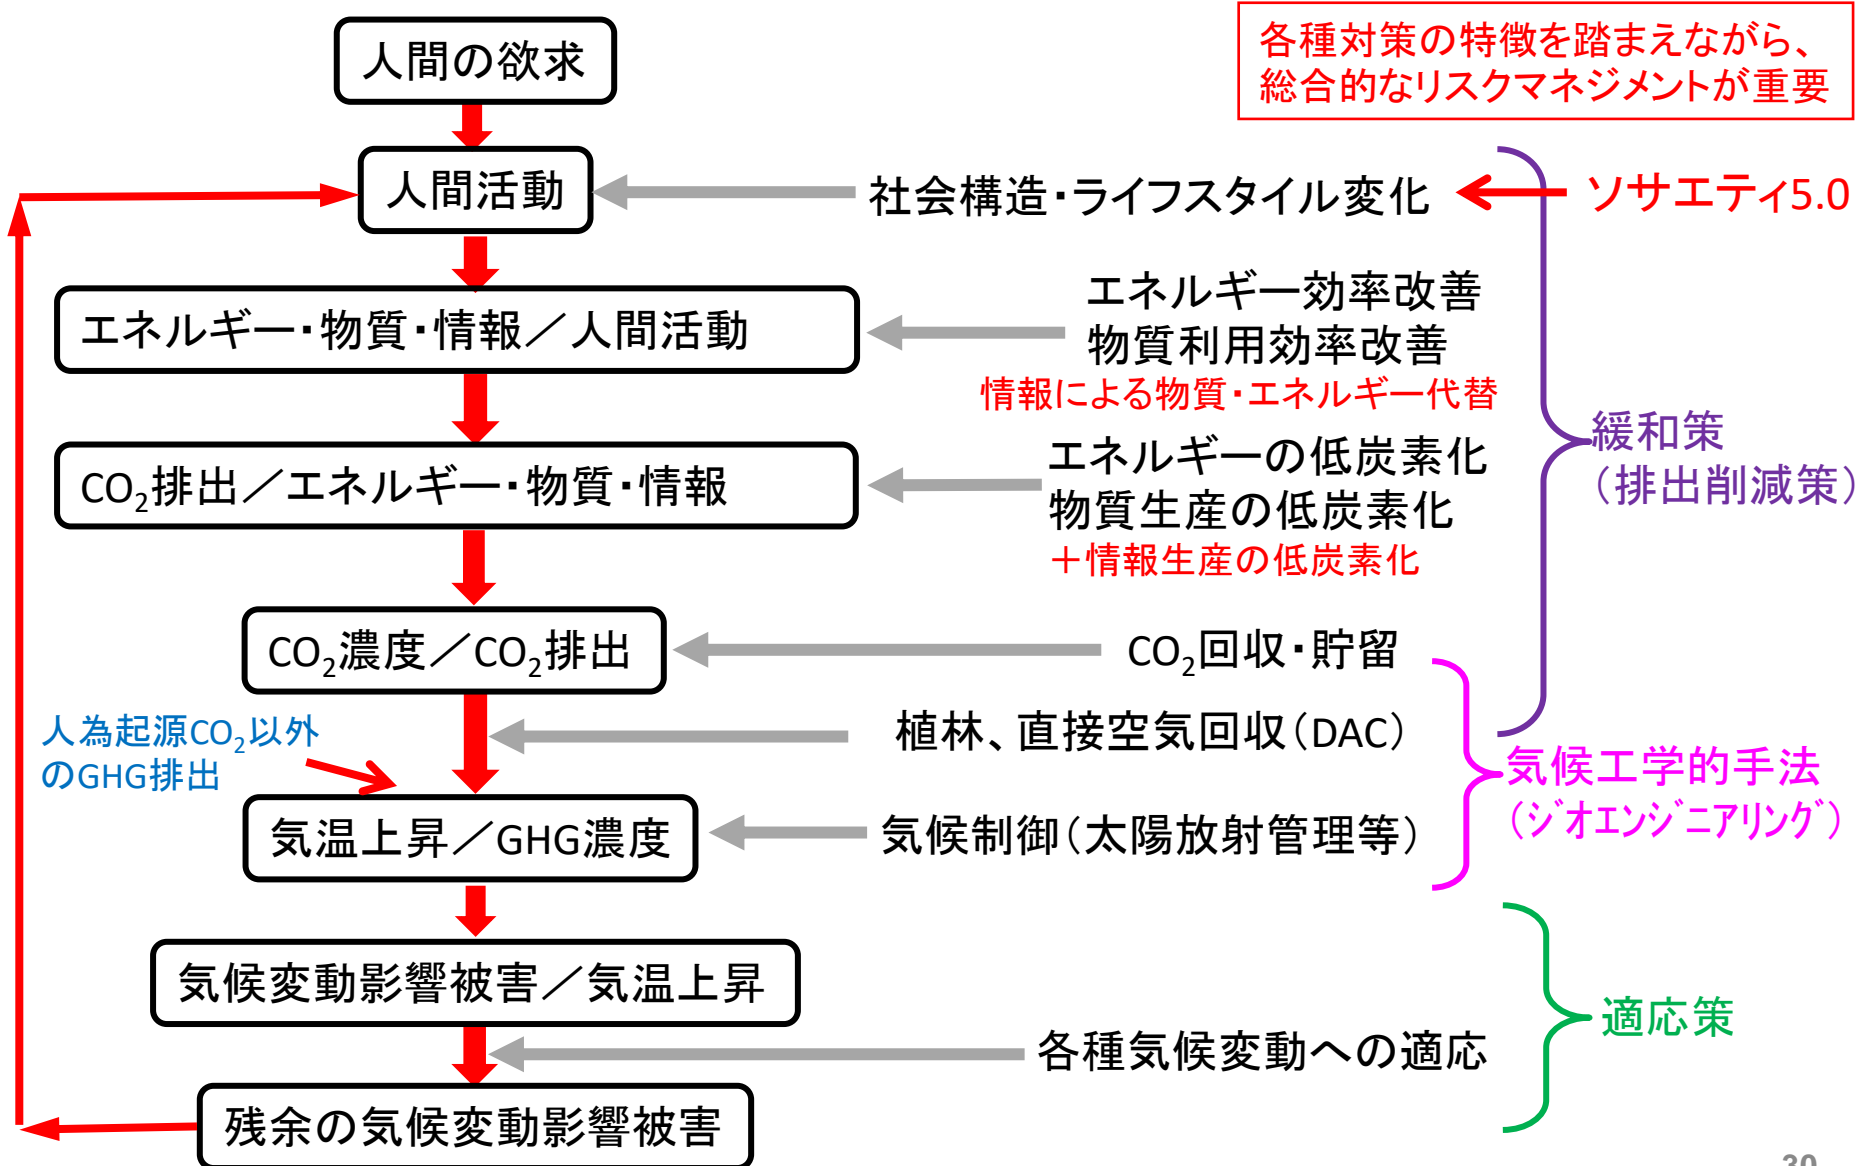 人間の欲求
各種対策の特徴を踏まえながら、
総合的なリスクマネジメントが重要
人間活動
社会構造・ライフスタイル変化
ソサエティ5.0
エネルギー・物質・情報／人間活動
エネルギー効率改善
物質利用効率改善
情報による物質・エネルギー代替
CO₂排出／エネルギー・物質・情報
エネルギーの低炭素化
物質生産の低炭素化
＋情報生産の低炭素化
緩和策
（排出削減策）
CO₂濃度／CO₂排出
CO₂回収・貯留
人為起源CO₂以外
のGHG排出
植林、直接空気回収（DAC）
気温上昇／GHG濃度
気候制御（太陽放射管理等）
気候工学的手法
（ｼﾞｵエンｼﾞﾆアリンｸﾞ）
気候変動影響被害／気温上昇
各種気候変動への適応
適応策
残余の気候変動影響被害
30